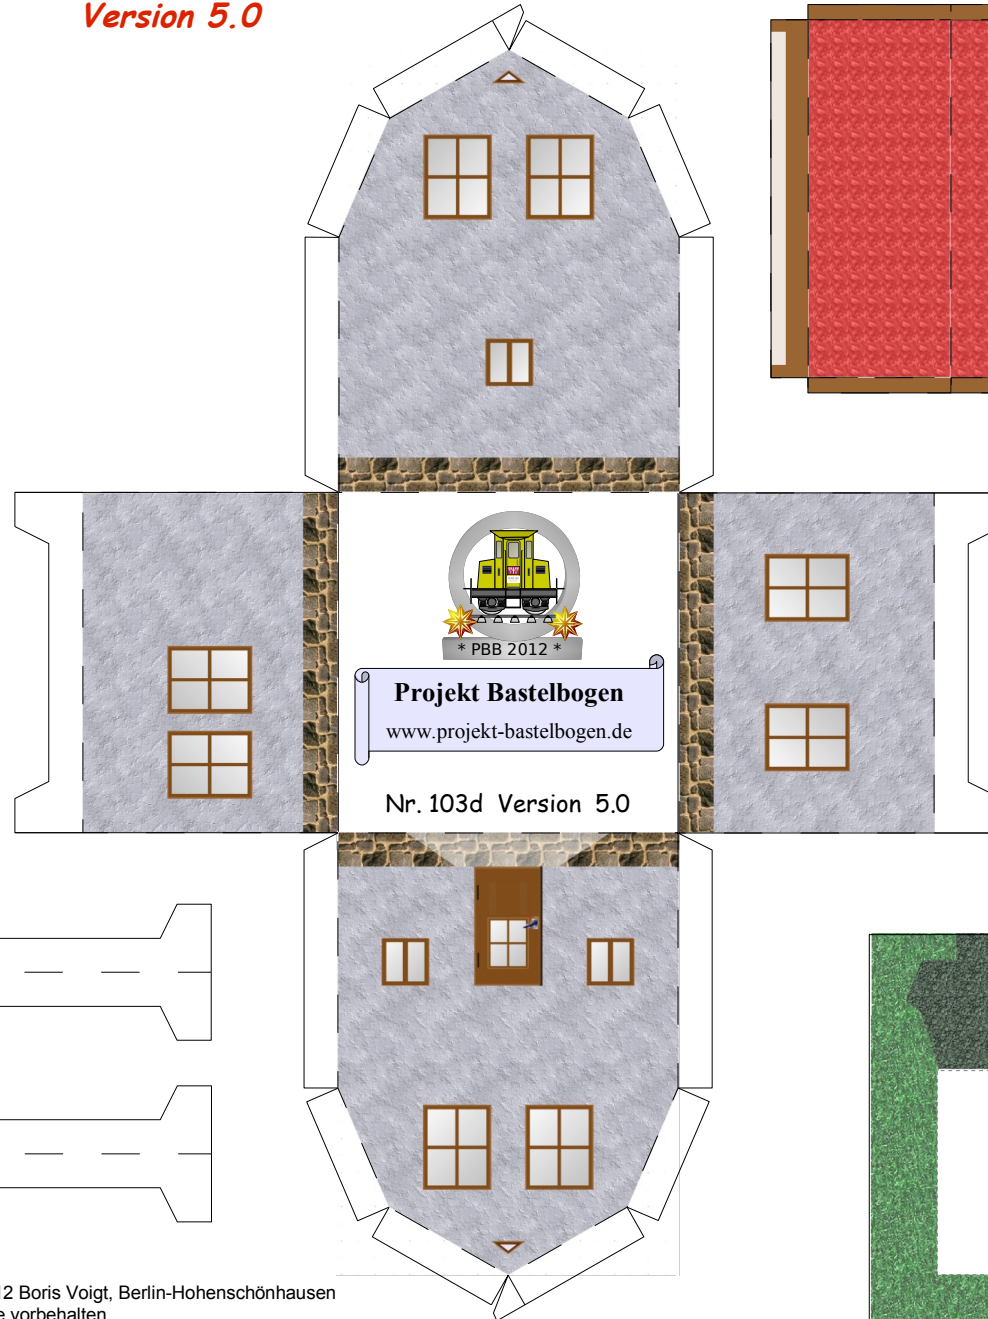 Version 5.0
* PBB 2012 *
Projekt Bastelbogen
www.projekt-bastelbogen.de
Nr. 103d Version 5.0
12 Boris Voigt, Berlin-Hohenschönhausen
e vorbehalten